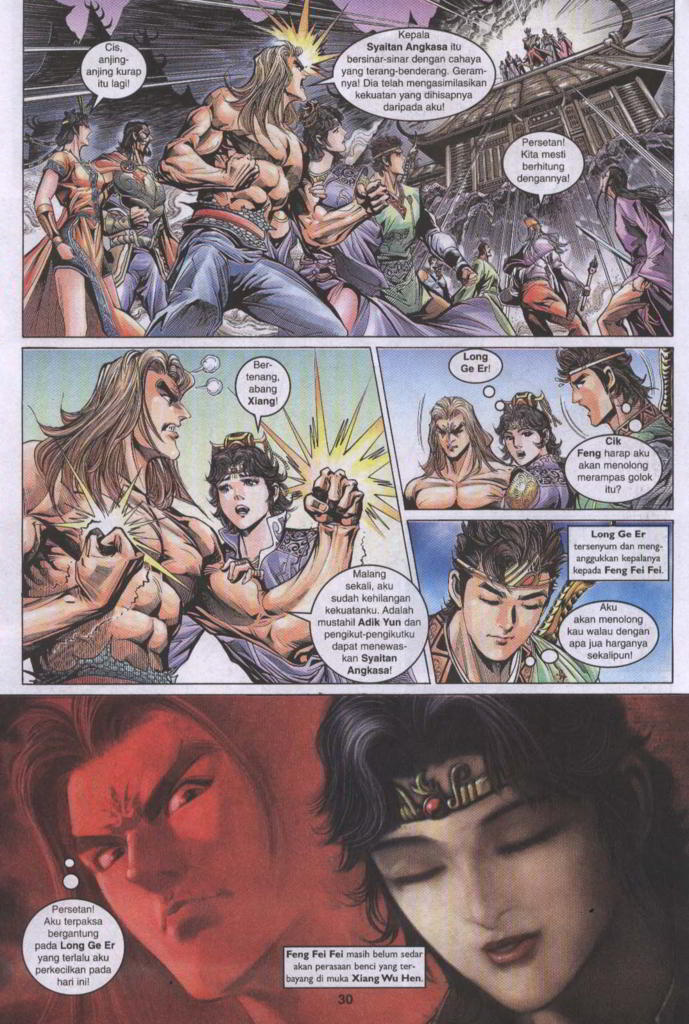 Cis,
anjing-
anjing kurap
itu lagi!
Kepala
Syaitan Angkasa itu
bersinar-sinar dengan cahaya
yang terang-benderang. Geram-
nya! Dia telah mengasimilasikan
kekuatan yang dihisapnya
daripada aku!
Persetan!
Kita mesti
berhitung
dengannya!
Ber-
tenang,
abang
Xiang!
Malang
sekali, aku
sudah kehilangan
kekuatanku. Adalah
mustahil Adik Yun dan
pengikut-pengikutku
dapat menewas-
kan Syaitan
Angkasa!
Long
Ge Er!
Cik
Feng harap aku
akan menolong
merampas golok
itu?
Long Ge Er
tersenyum dan meng-
anggukkan kepalanya
kepada Feng Fei Fei.
Aku
akan menolong
kau walau dengan
apa jua harganya
sekalipun!
Persetan!
Aku terpaksa
bergantung
pada Long Ge Er
yang terlalu aku
perkecilkan pada
hari ini!
Feng Fei Fei masih belum sedar
akan perasaan benci yang ter-
bayang di muka Xiang Wu Hen.
30